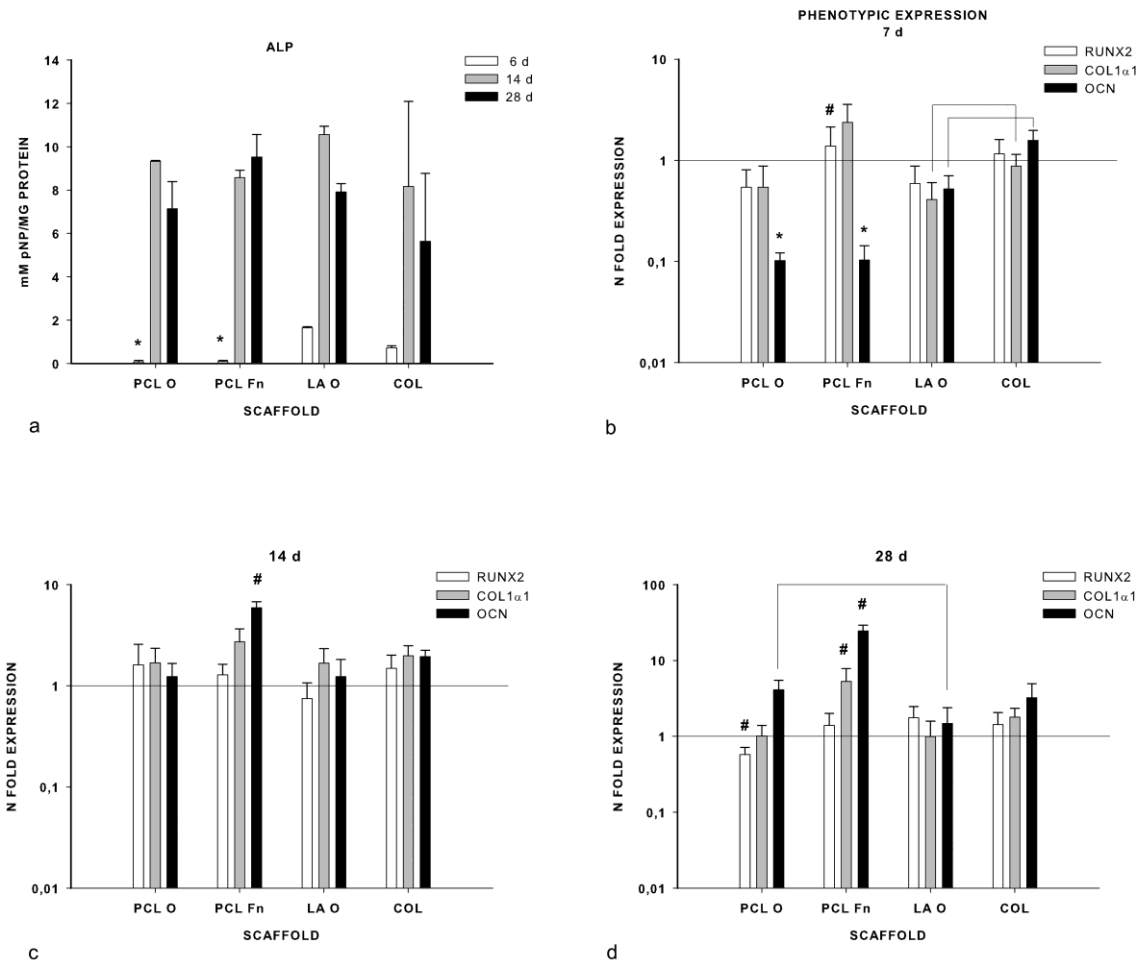 ALP
6 d
14 d
28 d
14
12
10
8
6
4
2
0
mM pNP/MG PROTEIN
*
*
PCL O PCL Fn LA O COL
SCAFFOLD
a
PHENOTYPIC EXPRESSION
7 d
RUNX2
COL1α1
OCN
10
1
0,1
0,01
N FOLD EXPRESSION
#
*
*
PCL O PCL Fn LA O COL
SCAFFOLD
b
14 d
RUNX2
COL1α1
OCN
10
1
0,1
0,01
N FOLD EXPRESSION
#
PCL O PCL Fn LA O COL
SCAFFOLD
c
28 d
RUNX2
COL1α1
OCN
100
10
1
0,1
0,01
N FOLD EXPRESSION
#
#
#
PCL O PCL Fn LA O COL
SCAFFOLD
d